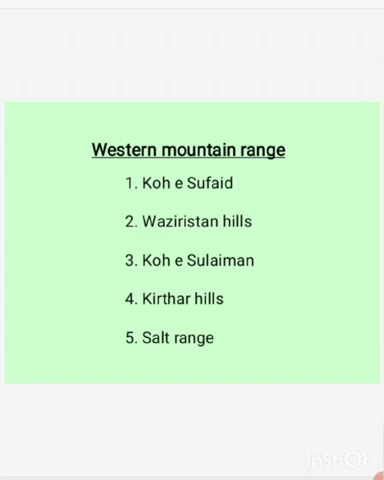 Western mountain range
1. Koh e Sufaid
2. Waziristan hills
3. Koh e Sulaiman
4. Kirthar hills
5. Salt range
InShOt